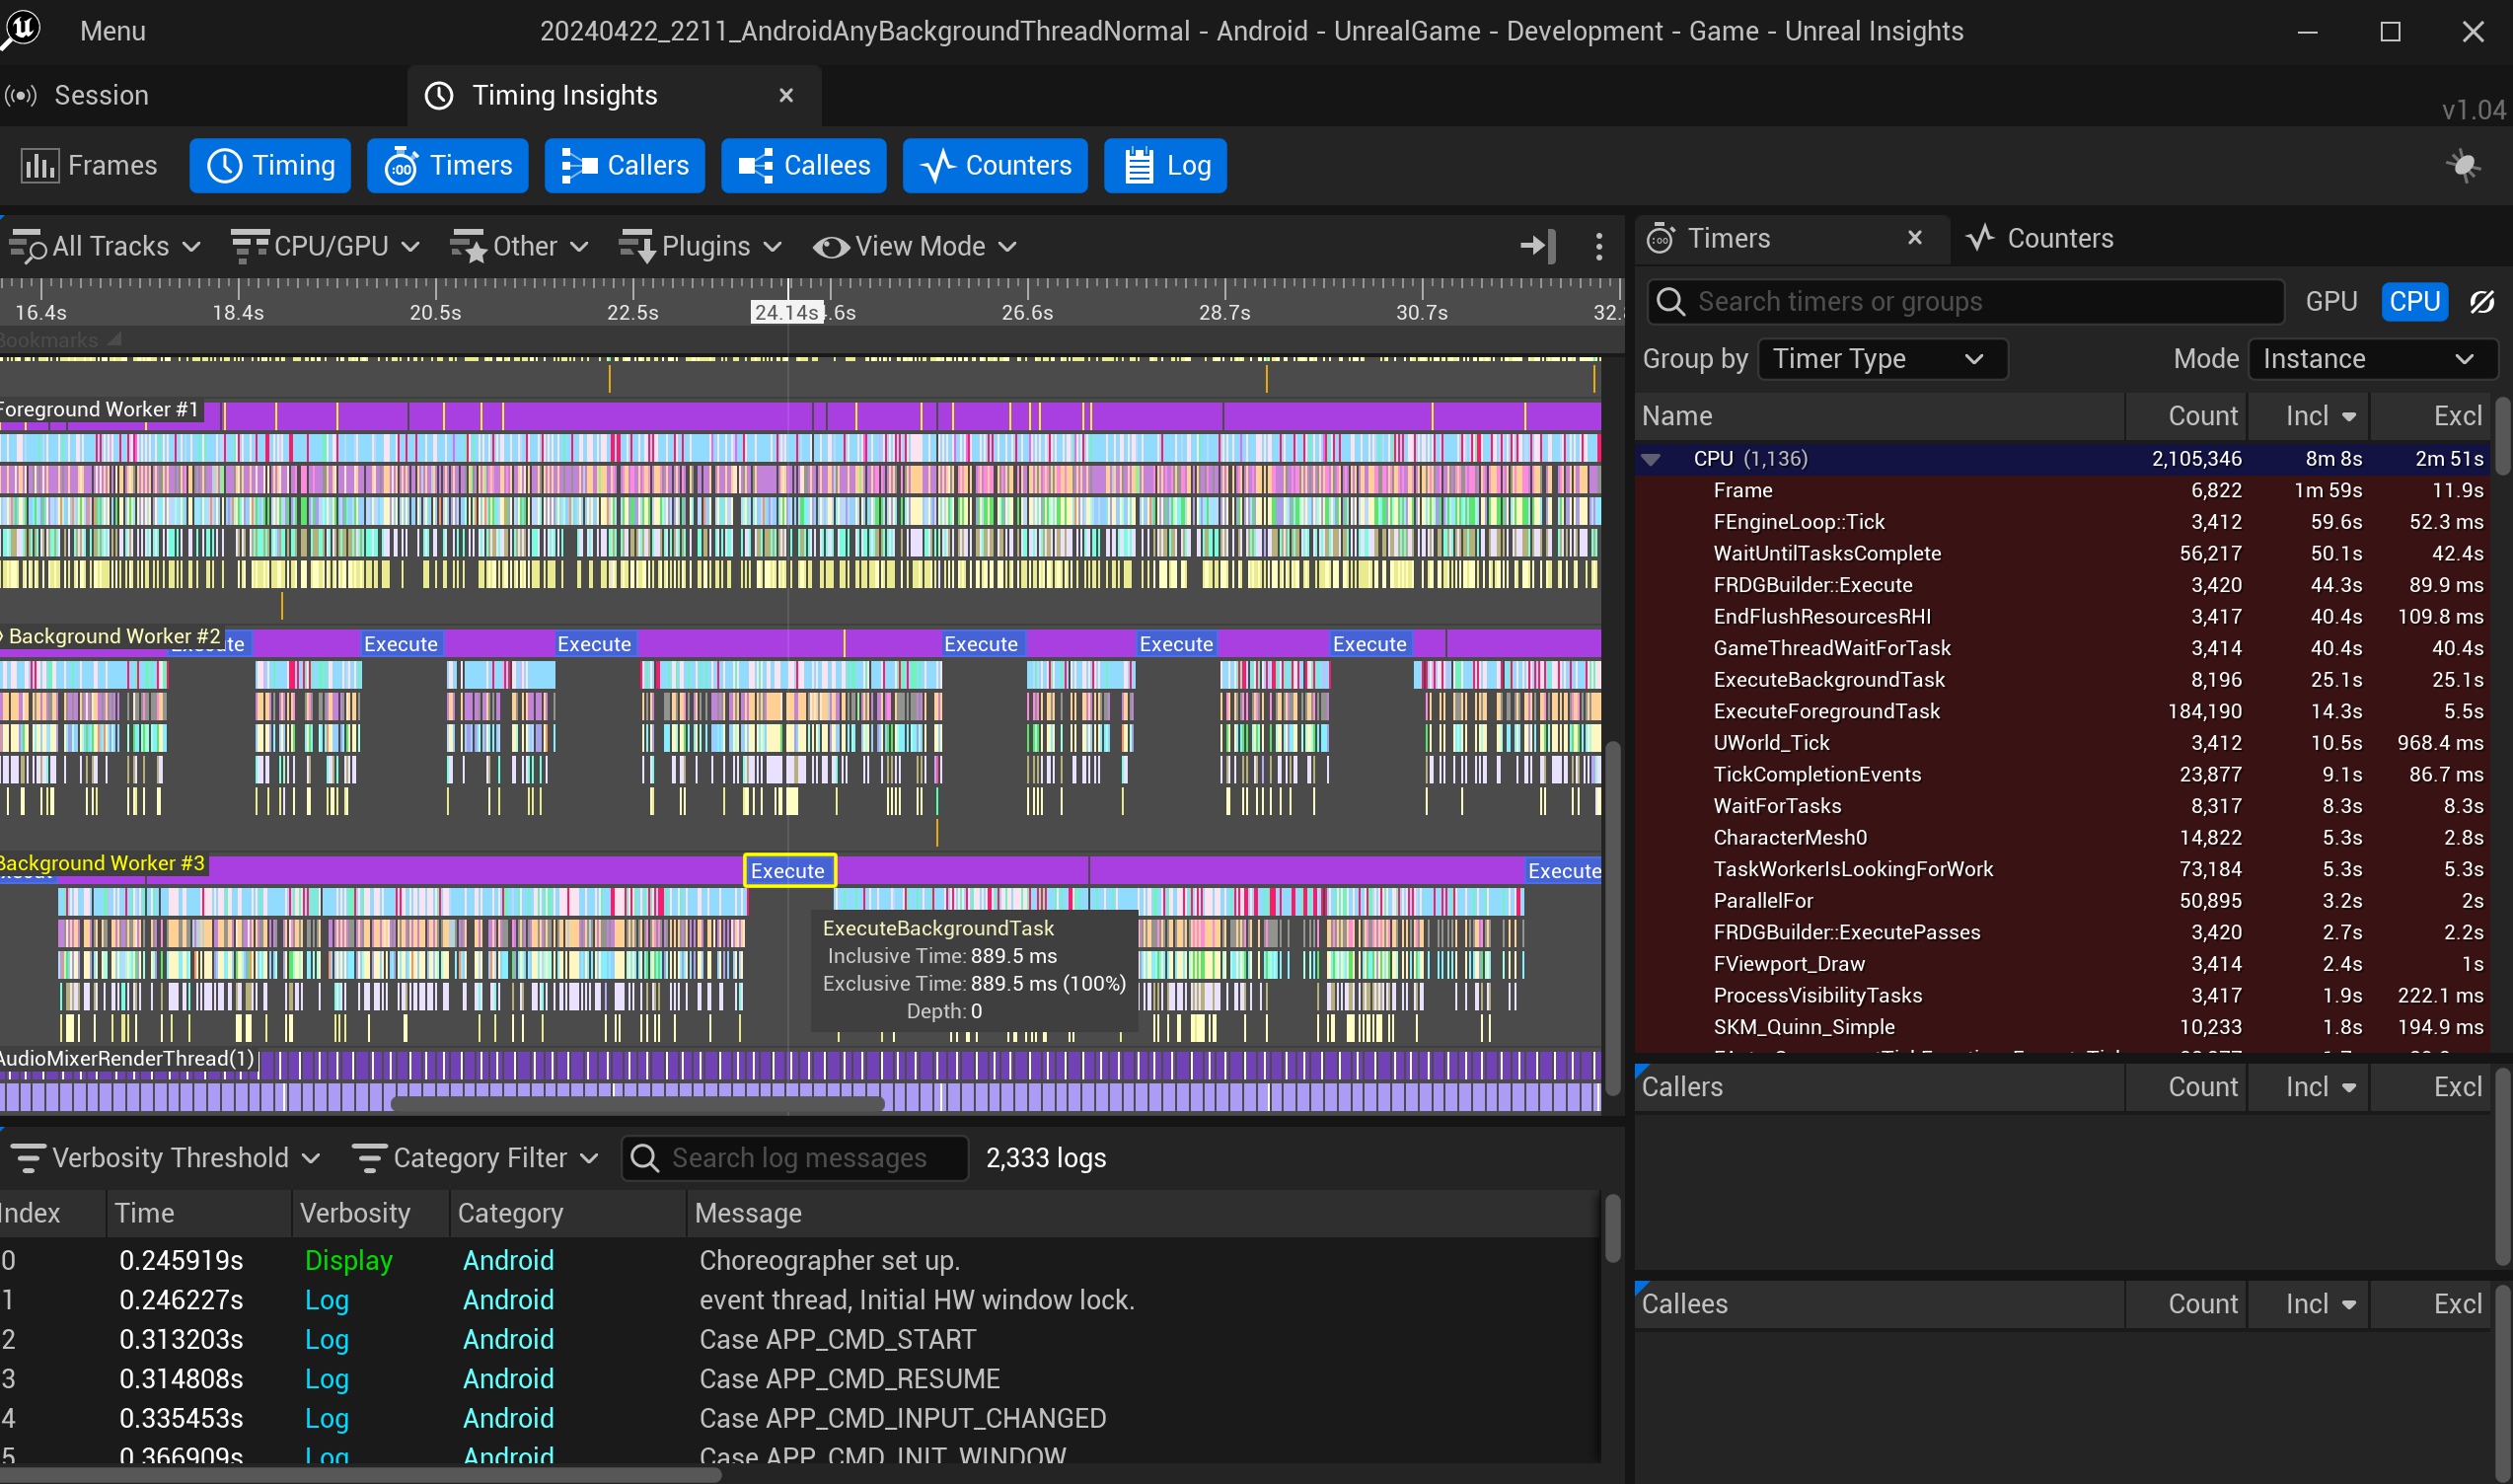 Menu
20240422_2211_AndroidAnyBackgroundThreadNormal - Android - UnrealGame - Development - Game - Unreal Insights
Session
Timing Insights
v1.04
Frames Timing Timers Callers Callees Counters Log
All Tracks CPU/GPU Other Plugins View Mode
16.4s 18.4s 20.5s 22.5s 24.14s .6s 26.6s 28.7s 30.7s 32.
Bookmarks
Foreground Worker #1
Background Worker #2
Execute Execute Execute Execute Execute
Background Worker #3
Execute Execute
ExecuteBackgroundTask
Inclusive Time: 889.5 ms
Exclusive Time: 889.5 ms (100%)
Depth: 0
AudioMixerRenderThread(1)
Verbosity Threshold Category Filter Search log messages 2,333 logs
Index Time Verbosity Category Message
0 0.245919s Display Android Choreographer set up.
1 0.246227s Log Android event thread, Initial HW window lock.
2 0.313203s Log Android Case APP_CMD_START
3 0.314808s Log Android Case APP_CMD_RESUME
4 0.335453s Log Android Case APP_CMD_INPUT_CHANGED
5 0.366909s Log Android Case APP_CMD_INIT_WINDOW
Timers Counters
Search timers or groups GPU CPU
Group by Timer Type Mode Instance
Name Count Incl Excl
CPU (1,136) 2,105,346 8m 8s 2m 51s
Frame 6,822 1m 59s 11.9s
FEngineLoop::Tick 3,412 59.6s 52.3 ms
WaitUntilTasksComplete 56,217 50.1s 42.4s
FRDGBuilder::Execute 3,420 44.3s 89.9 ms
EndFlushResourcesRHI 3,417 40.4s 109.8 ms
GameThreadWaitForTask 3,414 40.4s 40.4s
ExecuteBackgroundTask 8,196 25.1s 25.1s
ExecuteForegroundTask 184,190 14.3s 5.5s
UWorld_Tick 3,412 10.5s 968.4 ms
TickCompletionEvents 23,877 9.1s 86.7 ms
WaitForTasks 8,317 8.3s 8.3s
CharacterMesh0 14,822 5.3s 2.8s
TaskWorkerIsLookingForWork 73,184 5.3s 5.3s
ParallelFor 50,895 3.2s 2s
FRDGBuilder::ExecutePasses 3,420 2.7s 2.2s
FViewport_Draw 3,414 2.4s 1s
ProcessVisibilityTasks 3,417 1.9s 222.1 ms
SKM_Quinn_Simple 10,233 1.8s 194.9 ms
Callers Count Incl Excl
Callees Count Incl Excl